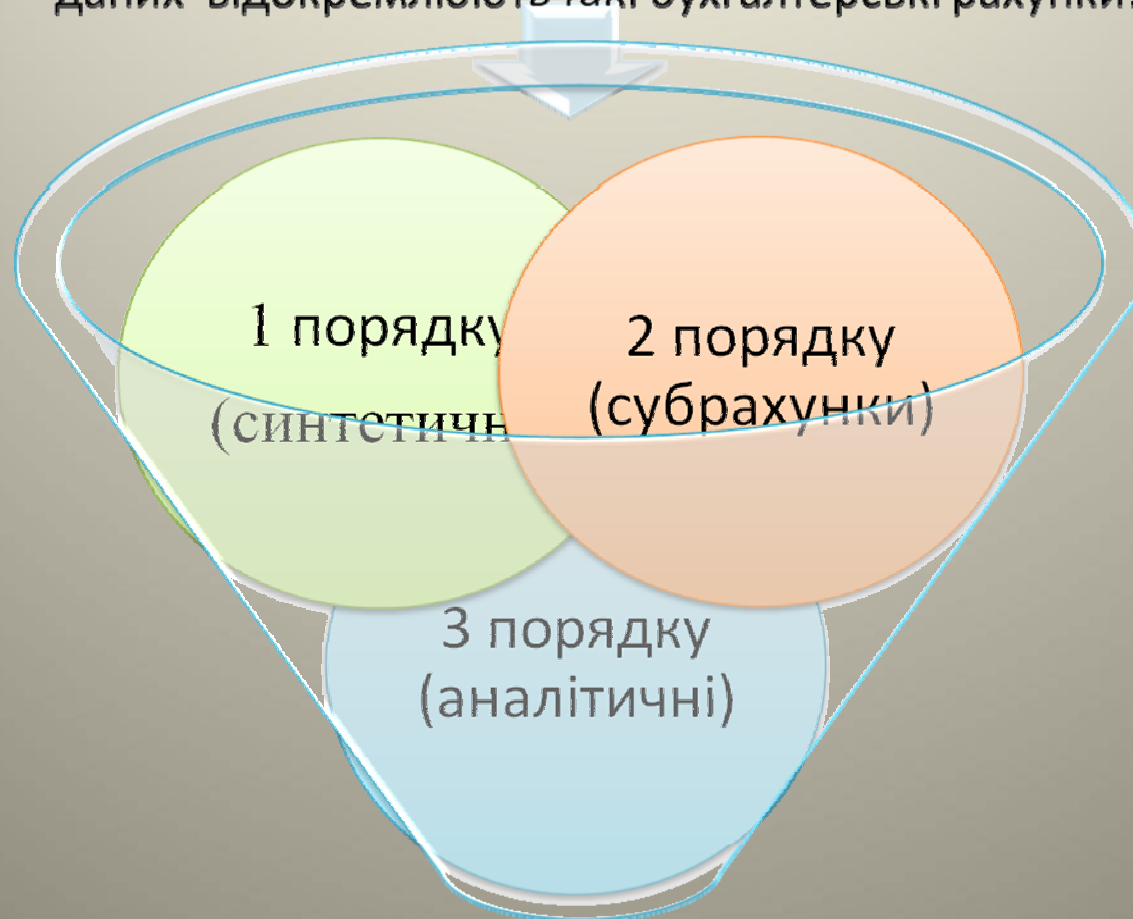 даних відокремлюють такі бухгалтерські рахунки:
1 порядку
(синтетичн
2 порядку
(субрахунки)
3 порядку
(аналітичні)